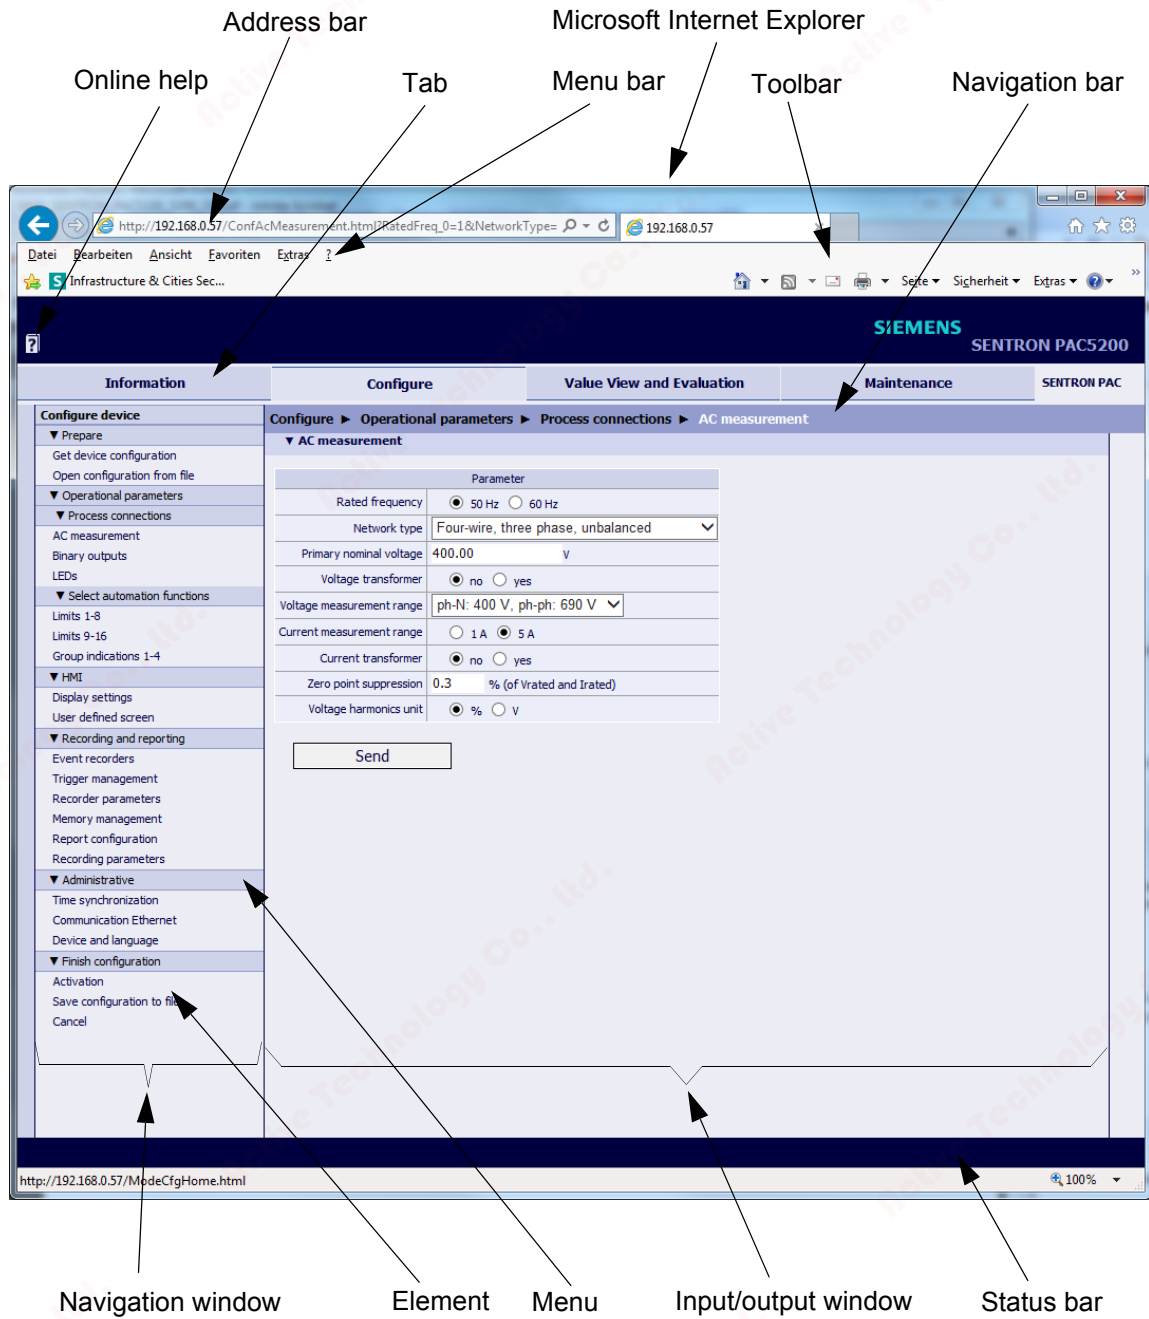 Address bar
Microsoft Internet Explorer
Online help
Tab
Menu bar
Toolbar
Navigation bar
http://192.168.0.57/ConfAcMeasurement.html?RatedFreq_0=1&NetworkType=
192.168.0.57
Datei Bearbeiten Ansicht Favoriten Extras ?
Infrastructure & Cities Sec...
Seite Sicherheit Extras
SIEMENS
SENTRON PAC5200
Information
Configure
Value View and Evaluation
Maintenance
SENTRON PAC
Configure device
▼ Prepare
Get device configuration
Open configuration from file
▼ Operational parameters
▼ Process connections
AC measurement
Binary outputs
LEDs
▼ Select automation functions
Limits 1-8
Limits 9-16
Group indications 1-4
▼ HMI
Display settings
User defined screen
▼ Recording and reporting
Event recorders
Trigger management
Recorder parameters
Memory management
Report configuration
Recording parameters
▼ Administrative
Time synchronization
Communication Ethernet
Device and language
▼ Finish configuration
Activation
Save configuration to file
Cancel
Configure ► Operational parameters ► Process connections ► AC measurement
▼ AC measurement
Parameter
Rated frequency 50 Hz 60 Hz
Network type Four-wire, three phase, unbalanced
Primary nominal voltage 400.00 V
Voltage transformer no yes
Voltage measurement range ph-N: 400 V, ph-ph: 690 V
Current measurement range 1 A 5 A
Current transformer no yes
Zero point suppression 0.3 % (of Vrated and Irated)
Voltage harmonics unit % V
Send
http://192.168.0.57/ModeCfgHome.html
100%
Navigation window
Element
Menu
Input/output window
Status bar
Active Technology Co., Ltd.